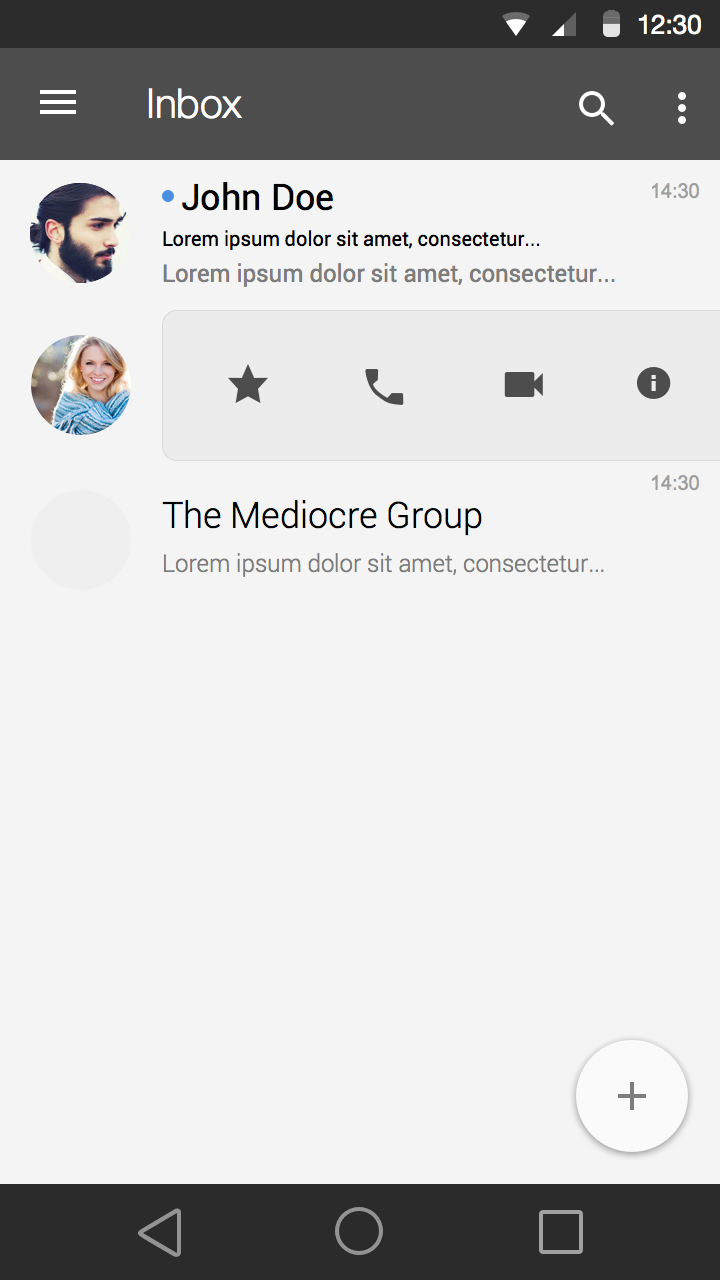 12:30
Inbox
John Doe
14:30
Lorem ipsum dolor sit amet, consectetur...
Lorem ipsum dolor sit amet, consectetur...
14:30
The Mediocre Group
Lorem ipsum dolor sit amet, consectetur...